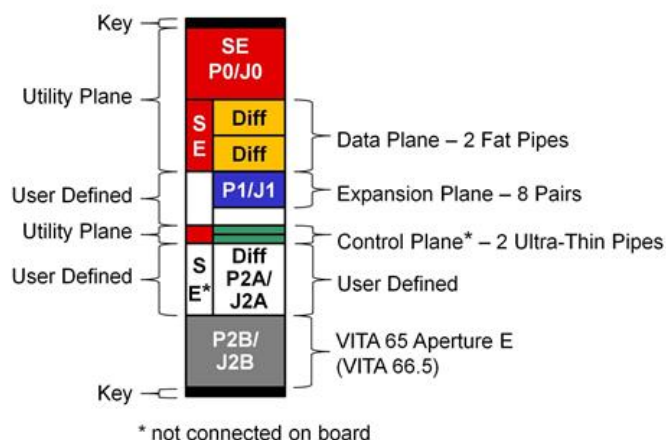 Key
SE
P0/J0
Utility Plane
S
E
Diff
Diff
Data Plane – 2 Fat Pipes
User Defined
P1/J1
Expansion Plane – 8 Pairs
Utility Plane
Control Plane* – 2 Ultra-Thin Pipes
User Defined
S
E*
Diff
P2A/
J2A
User Defined
P2B/
J2B
VITA 65 Aperture E
(VITA 66.5)
Key
* not connected on board